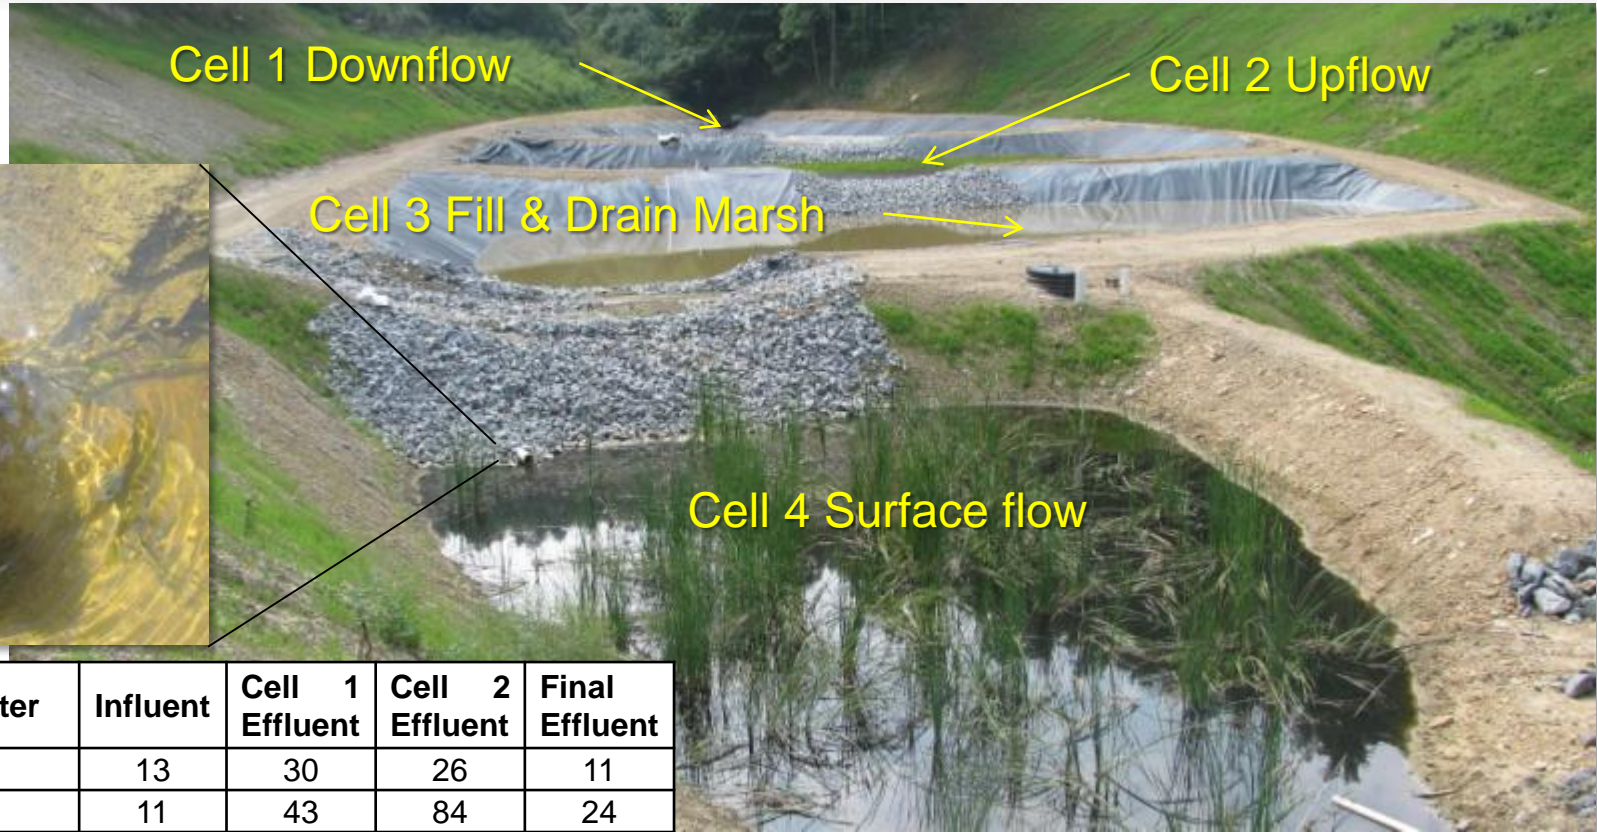 Cell 1 Downflow
Cell 2 Upflow
Cell 3 Fill & Drain Marsh
Cell 4 Surface flow
ter Influent Cell 1 Effluent Cell 2 Effluent Final Effluent
13 30 26 11
11 43 84 24